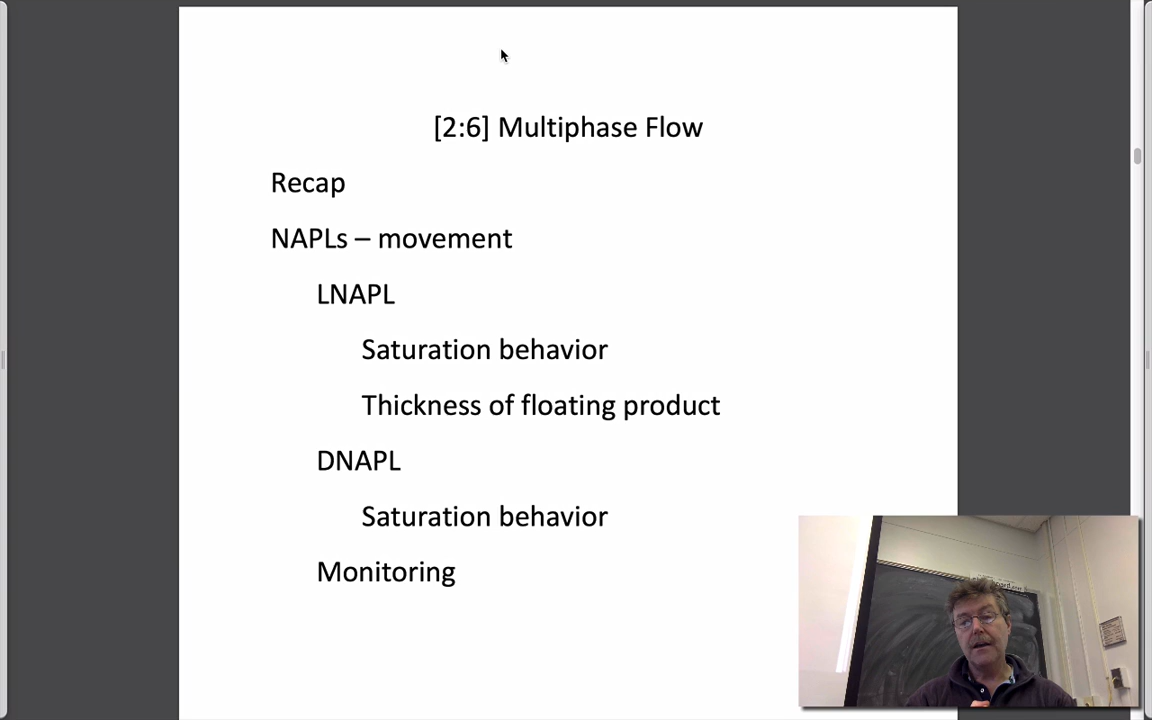 [2:6] Multiphase Flow
Recap
NAPLs – movement
LNAPL
Saturation behavior
Thickness of floating product
DNAPL
Saturation behavior
Monitoring